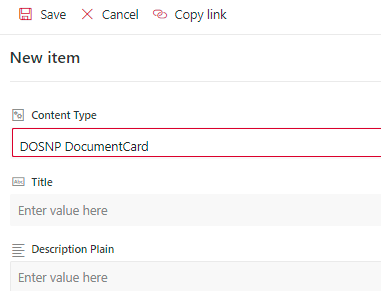 Save Cancel Copy link
New item
Content Type
DOSNP DocumentCard
Abc Title
Enter value here
Description Plain
Enter value here